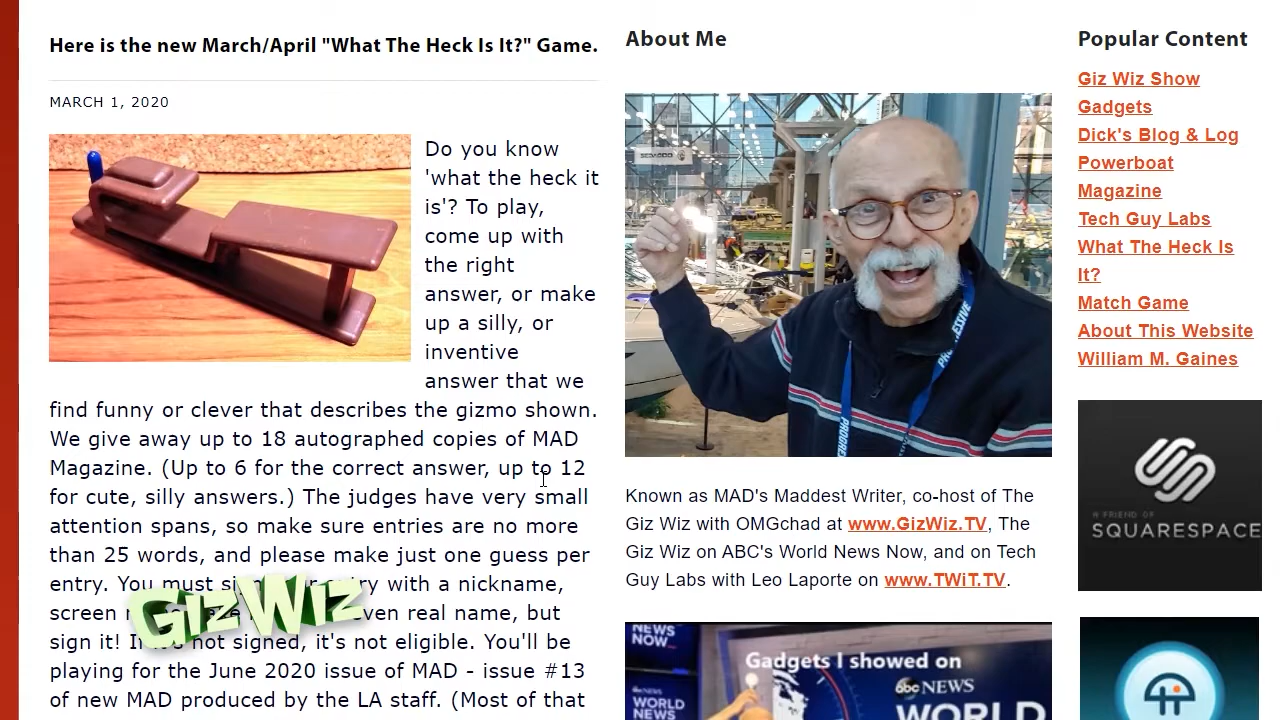 Here is the new March/April "What The Heck Is It?" Game.
MARCH 1, 2020
Do you know
'what the heck it
is'? To play,
come up with
the right
answer, or make
up a silly, or
inventive
answer that we
find funny or clever that describes the gizmo shown.
We give away up to 18 autographed copies of MAD
Magazine. (Up to 6 for the correct answer, up to 12
for cute, silly answers.) The judges have very small
attention spans, so make sure entries are no more
than 25 words, and please make just one guess per
entry. You must entry with a nickname,
screen even real name, but
sign it! not signed, it's not eligible. You'll be
playing for the June 2020 issue of MAD - issue #13
of new MAD produced by the LA staff. (Most of that
GizWiz
About Me
PROGRESSIVE
Known as MAD's Maddest Writer, co-host of The
Giz Wiz with OMGchad at www.GizWiz.TV, The
Giz Wiz on ABC's World News Now, and on Tech
Guy Labs with Leo Laporte on www.TWiT.TV.
NEWS
NOW
Gadgets I showed on
abc NEWS
WORLD
WORLD
NEWS
Popular Content
Giz Wiz Show
Gadgets
Dick's Blog & Log
Powerboat
Magazine
Tech Guy Labs
What The Heck Is
It?
Match Game
About This Website
William M. Gaines
A FRIEND OF
SQUARESPACE